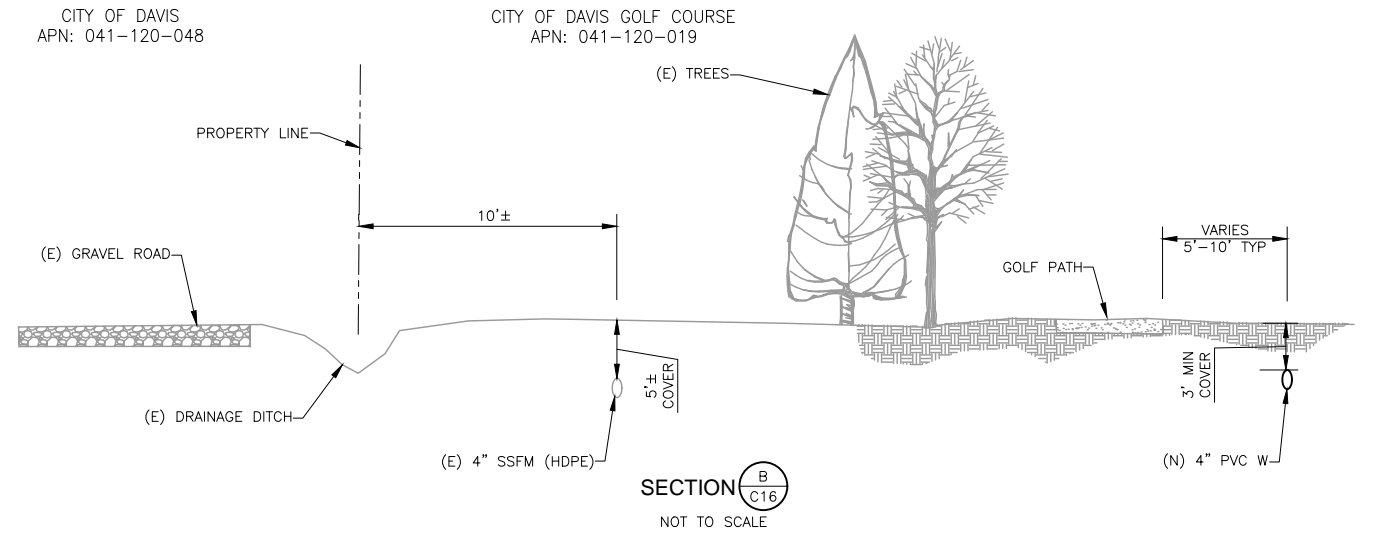 CITY OF DAVIS
APN: 041-120-048
CITY OF DAVIS GOLF COURSE
APN: 041-120-019
(E) TREES
PROPERTY LINE
10'±
VARIES
5'-10' TYP
(E) GRAVEL ROAD
GOLF PATH
5'±
COVER
3' MIN
COVER
(E) DRAINAGE DITCH
(E) 4" SSFM (HDPE)
(N) 4" PVC W
SECTION
B
C16
NOT TO SCALE